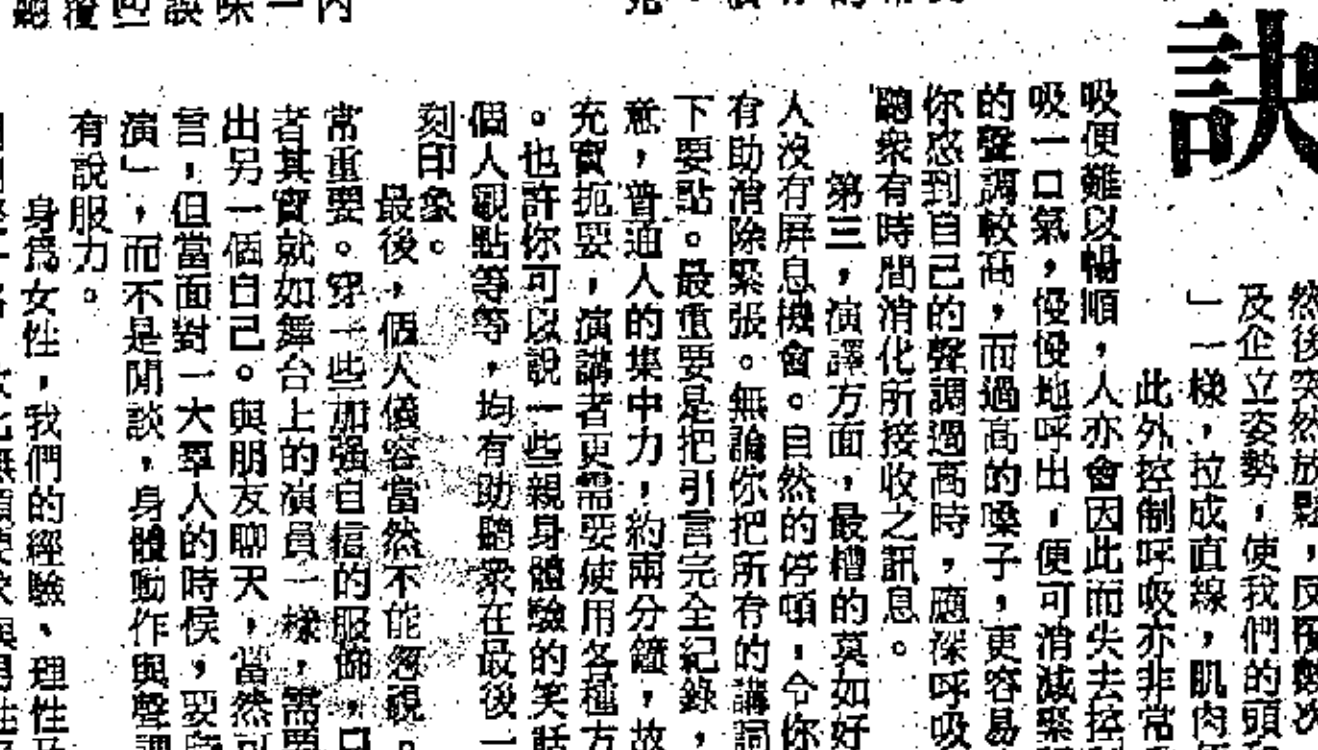 訣
然後突然放鬆，反覆數次
及企立姿勢，使我們的頭
」一樣，拉成直線，肌肉
此外控制呼吸亦非常
吸便難以暢順，人亦會因此而失去控
吸一口氣，慢慢地呼出，便可消減緊
的聲調較高，而過高的嗓子，更容易
你感到自己的聲調過高時，應深呼吸
聽衆有時間消化所接收之訊息。
第三，演譯方面，最糟的莫如好
人沒有屏息機會。自然的停頓，令你
有助消除緊張。無論你把所有的講詞
下要點。最重要是把引言完全紀錄，
意，普通人的集中力，約兩分鐘，故
充實扼要，演講者更需要使用各種方
。也許你可以說一些親身體驗的笑話
個人觀點等等，均有助聽衆在最後一
刻印象。
最後，個人儀容當然不能忽視。
常重要。穿一些加强自信的服飾，
者其實就如舞台上的演員一樣，需要
出另一個自己。與朋友聊天，當然可
言，但當面對一大羣人的時候，要
演」，而不是閒談，身體動作與聲調
有說服力。
身爲女性，我們的經驗、理性及